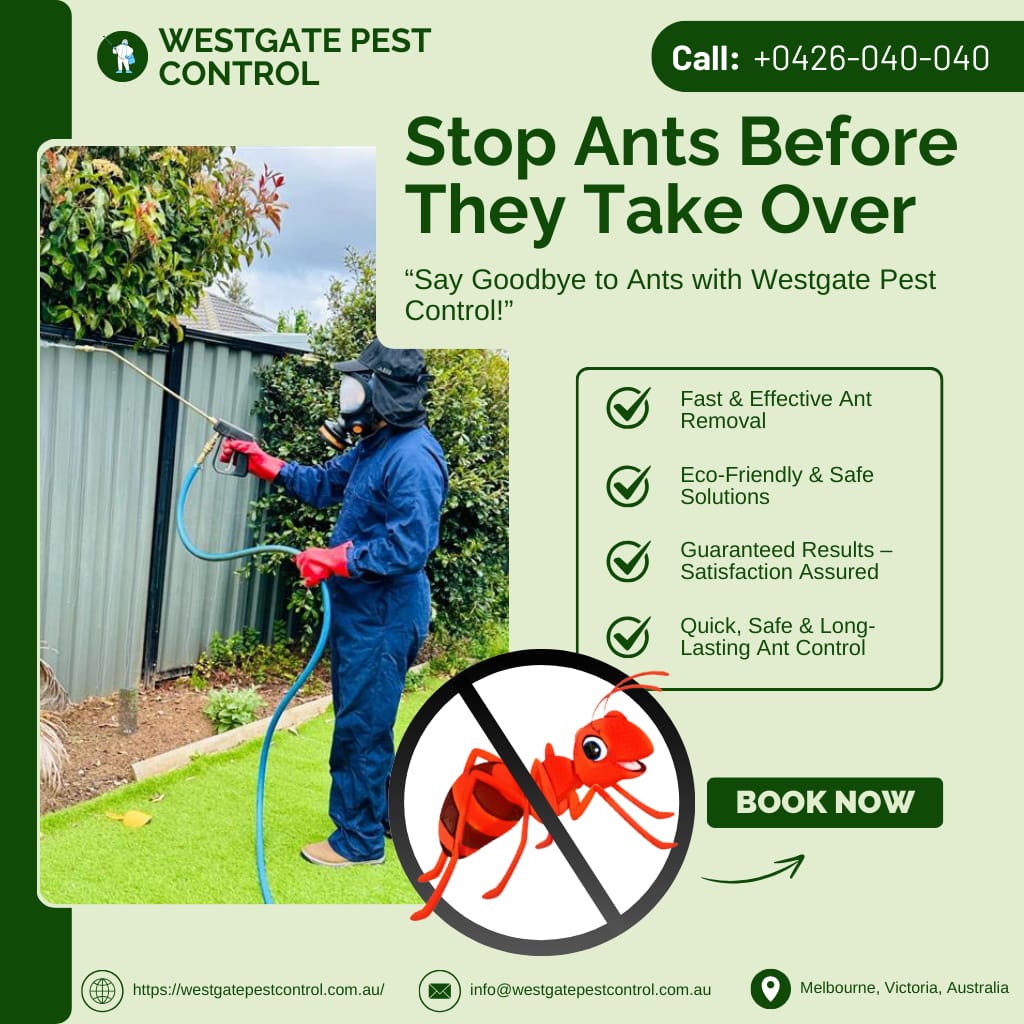 WESTGATE PEST
CONTROL
Call: +0426-040-040
Stop Ants Before
They Take Over
“Say Goodbye to Ants with Westgate Pest
Control!”
Fast & Effective Ant
Removal
Eco-Friendly & Safe
Solutions
Guaranteed Results –
Satisfaction Assured
Quick, Safe & Long-
Lasting Ant Control
BOOK NOW
https://westgatepestcontrol.com.au/
info@westgatepestcontrol.com.au
Melbourne, Victoria, Australia